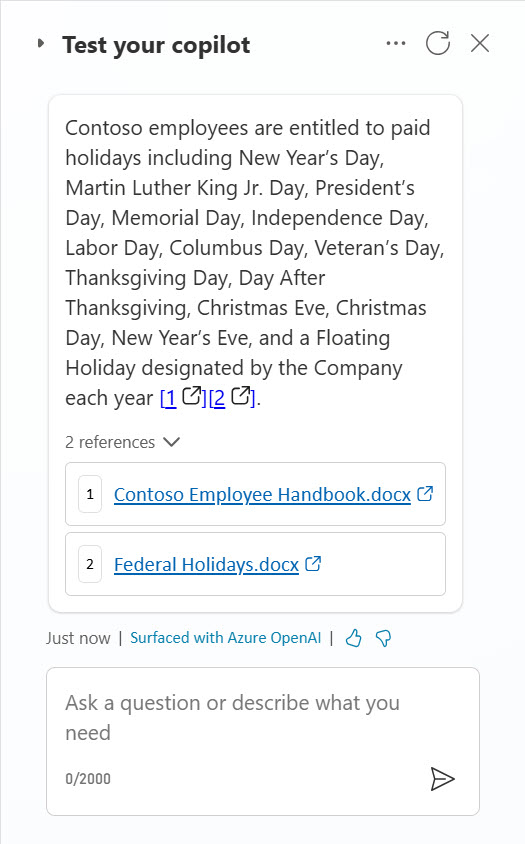 Test your copilot
Contoso employees are entitled to paid
holidays including New Year’s Day,
Martin Luther King Jr. Day, President’s
Day, Memorial Day, Independence Day,
Labor Day, Columbus Day, Veteran’s Day,
Thanksgiving Day, Day After
Thanksgiving, Christmas Eve, Christmas
Day, New Year’s Eve, and a Floating
Holiday designated by the Company
each year [1][2].
2 references
1 Contoso Employee Handbook.docx
2 Federal Holidays.docx
Just now | Surfaced with Azure OpenAI |
Ask a question or describe what you
need
0/2000